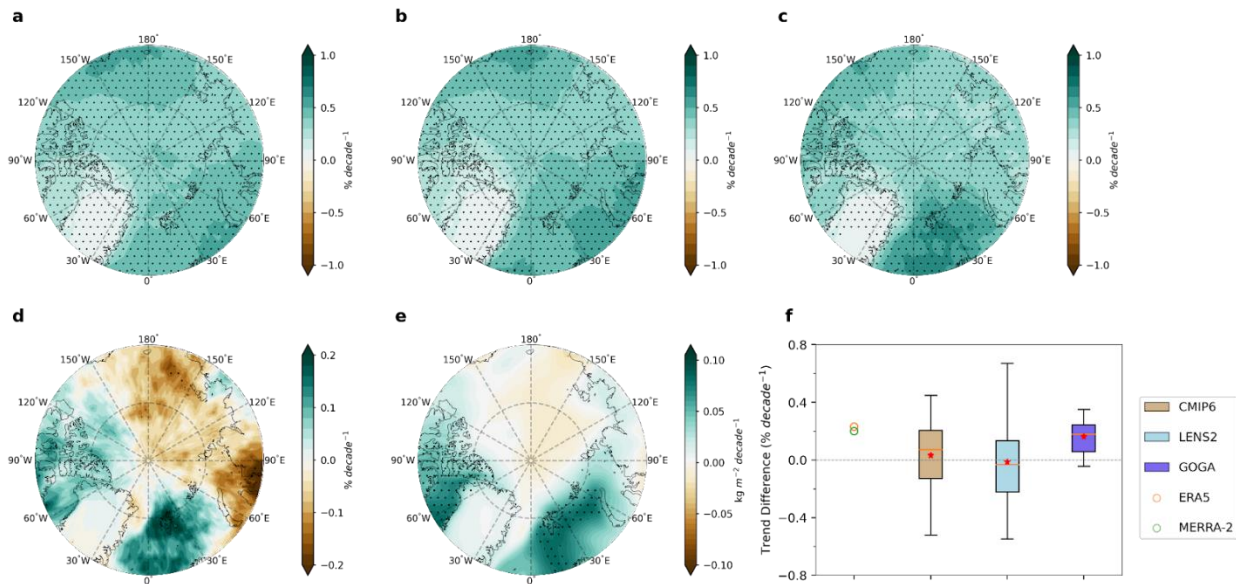 a
180°
150°W
150°E
120°W
120°E
90°W
90°E
60°W
60°E
30°W
30°E
0°
1.0
0.5
0.0
−0.5
−1.0
% decade⁻¹
b
180°
150°W
150°E
120°W
120°E
90°W
90°E
60°W
60°E
30°W
30°E
0°
1.0
0.5
0.0
−0.5
−1.0
% decade⁻¹
c
180°
150°W
150°E
120°W
120°E
90°W
90°E
60°W
60°E
30°W
30°E
0°
1.0
0.5
0.0
−0.5
−1.0
% decade⁻¹
d
180°
150°W
150°E
120°W
120°E
90°W
90°E
60°W
60°E
30°W
30°E
0°
0.2
0.1
0.0
−0.1
−0.2
% decade⁻¹
e
180°
150°W
150°E
120°W
120°E
90°W
90°E
60°W
60°E
30°W
30°E
0°
0.10
0.05
0.00
−0.05
−0.10
kg m⁻² decade⁻¹
f
Trend Difference (% decade⁻¹)
0.8
0.4
0.0
−0.4
−0.8
CMIP6
LENS2
GOGA
ERA5
MERRA-2